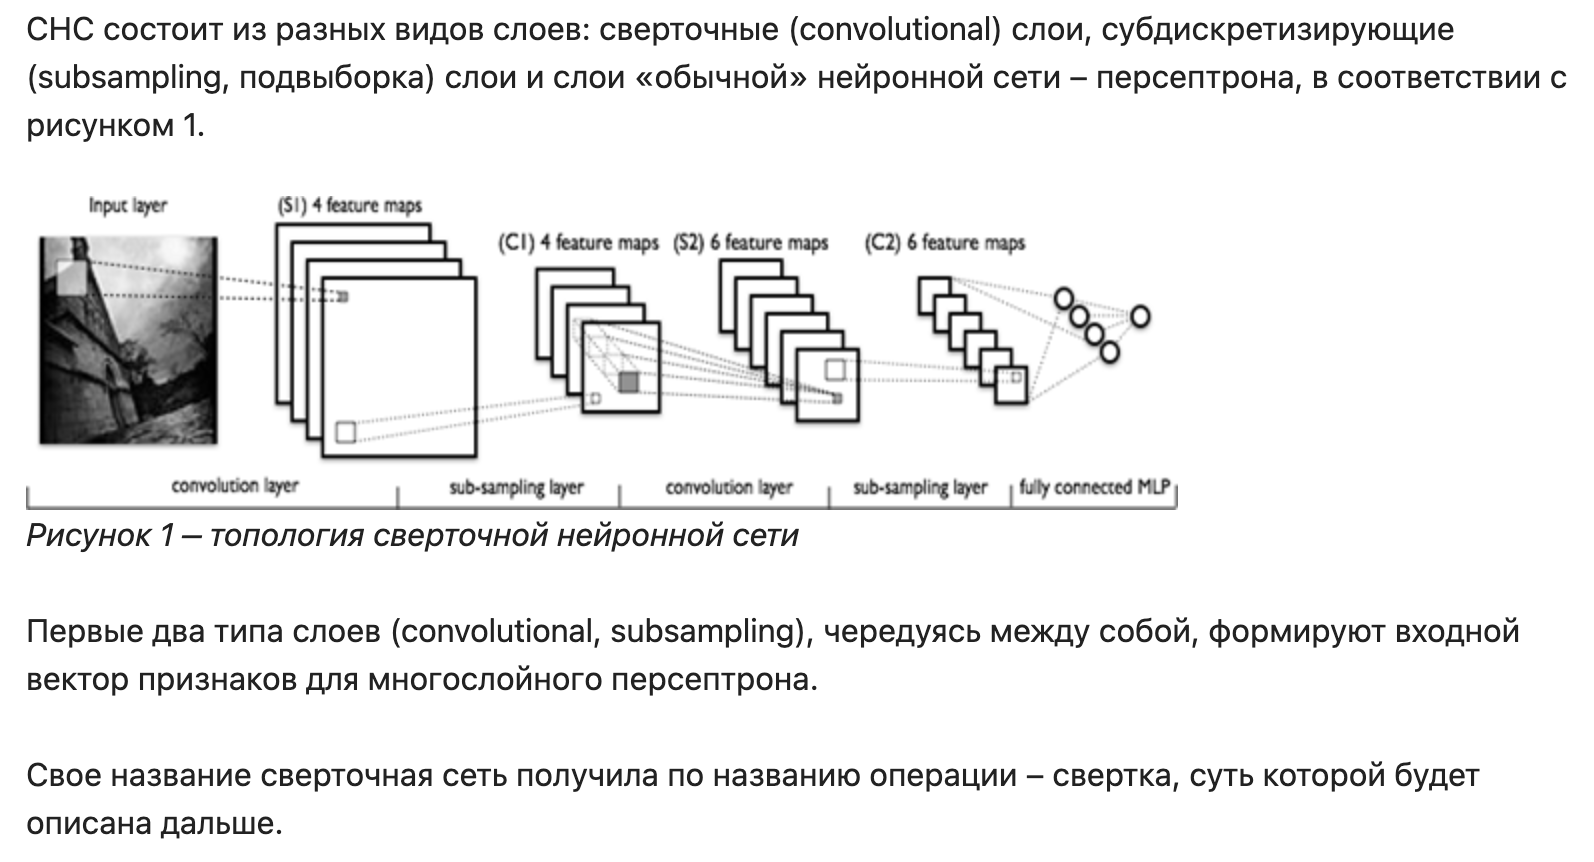 СНС состоит из разных видов слоев: сверточные (convolutional) слои, субдискретизирующие
(subsampling, подвыборка) слои и слои «обычной» нейронной сети – персептрона, в соответствии с
рисунком 1.
Input layer
(S1) 4 feature maps
(C1) 4 feature maps
(S2) 6 feature maps
(C2) 6 feature maps
convolution layer
sub-sampling layer
convolution layer
sub-sampling layer
fully connected MLP
Рисунок 1 – топология сверточной нейронной сети
Первые два типа слоев (convolutional, subsampling), чередуясь между собой, формируют входной
вектор признаков для многослойного персептрона.
Свое название сверточная сеть получила по названию операции – свертка, суть которой будет
описана дальше.